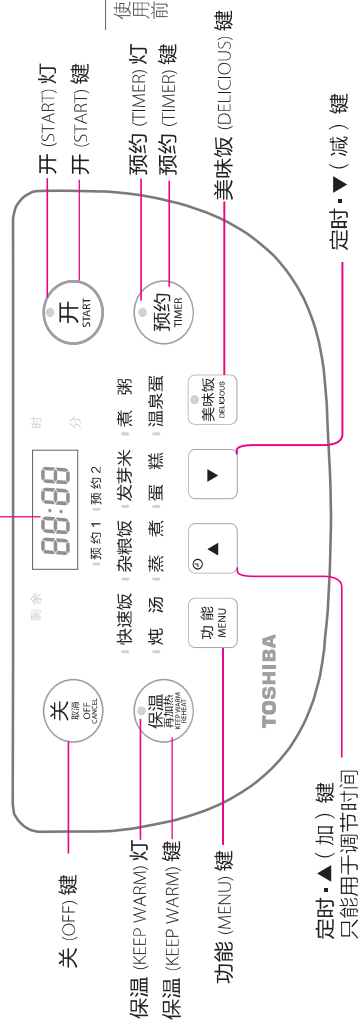 使用前
剩余
88:88
时
分
预约 1 预约 2
关
取消
OFF
CANCEL
开
START
快速饭 杂粮饭 发芽米 煮 粥
炖 汤 蒸 煮 蛋 糕 温泉蛋
保温
再加热
KEEP WARM
REHEAT
预约
TIMER
功能
MENU
▲
▼
美味饭
DELICIOUS
TOSHIBA
关 (OFF) 键
保温 (KEEP WARM) 灯
保温 (KEEP WARM) 键
功能 (MENU) 键
开 (START) 灯
开 (START) 键
预约 (TIMER) 灯
预约 (TIMER) 键
美味饭 (DELICIOUS) 键
定时·▲（加）键
只能用于调节时间
定时·▼（减）键